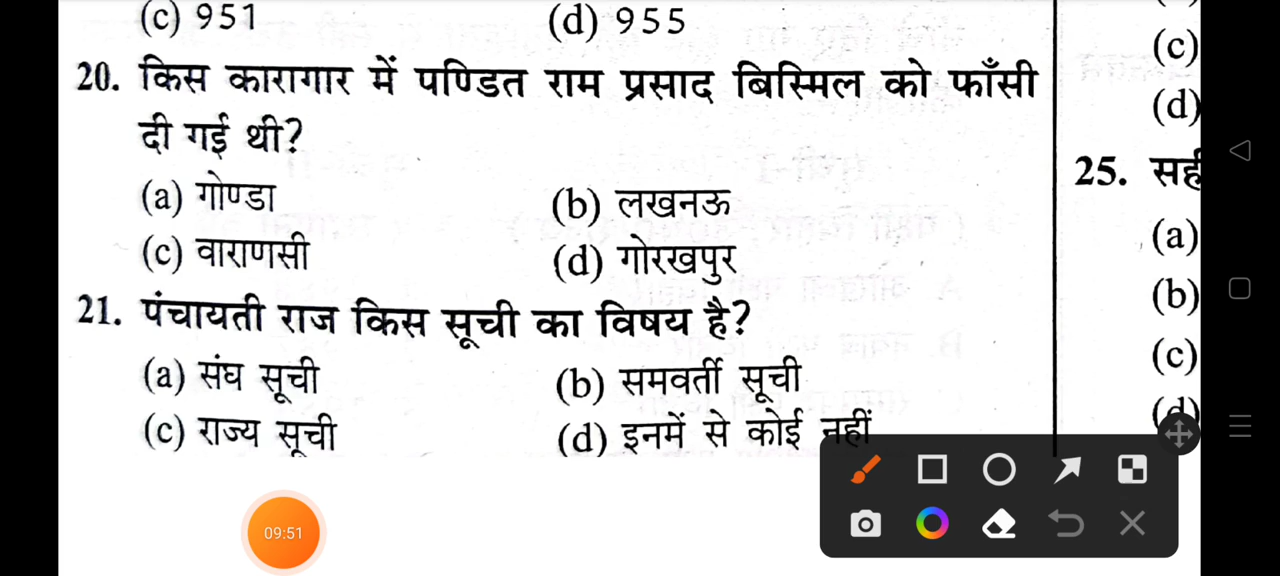 (c) 951 (d) 955
20. किस कारागार में पण्डित राम प्रसाद बिस्मिल को फाँसी
दी गई थी?
(a) गोण्डा (b) लखनऊ
(c) वाराणसी (d) गोरखपुर
21. पंचायती राज किस सूची का विषय है?
(a) संघ सूची (b) समवर्ती सूची
(c) राज्य सूची (d) इनमें से कोई नहीं
(c)
(d)
25.
(a)
(b)
(c)
(d)
09:51